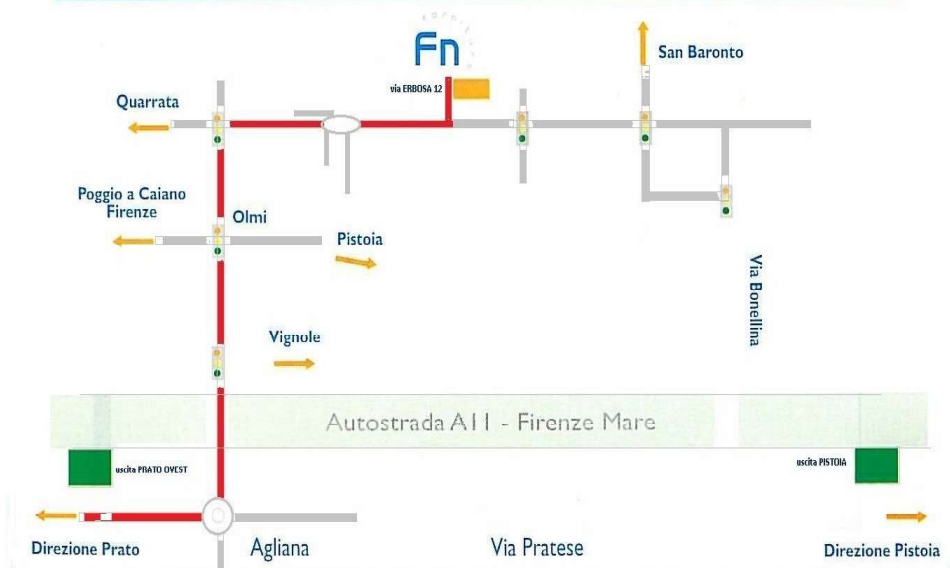 Fn
via ERBOSA 12
San Baronto
Quarrata
Poggio a Caiano
Firenze
Olmi
Pistoia
Via Bonellina
Vignole
Autostrada A11 - Firenze Mare
uscita PRATO OVEST
uscita PISTOIA
Direzione Prato
Agliana
Via Pratese
Direzione Pistoia